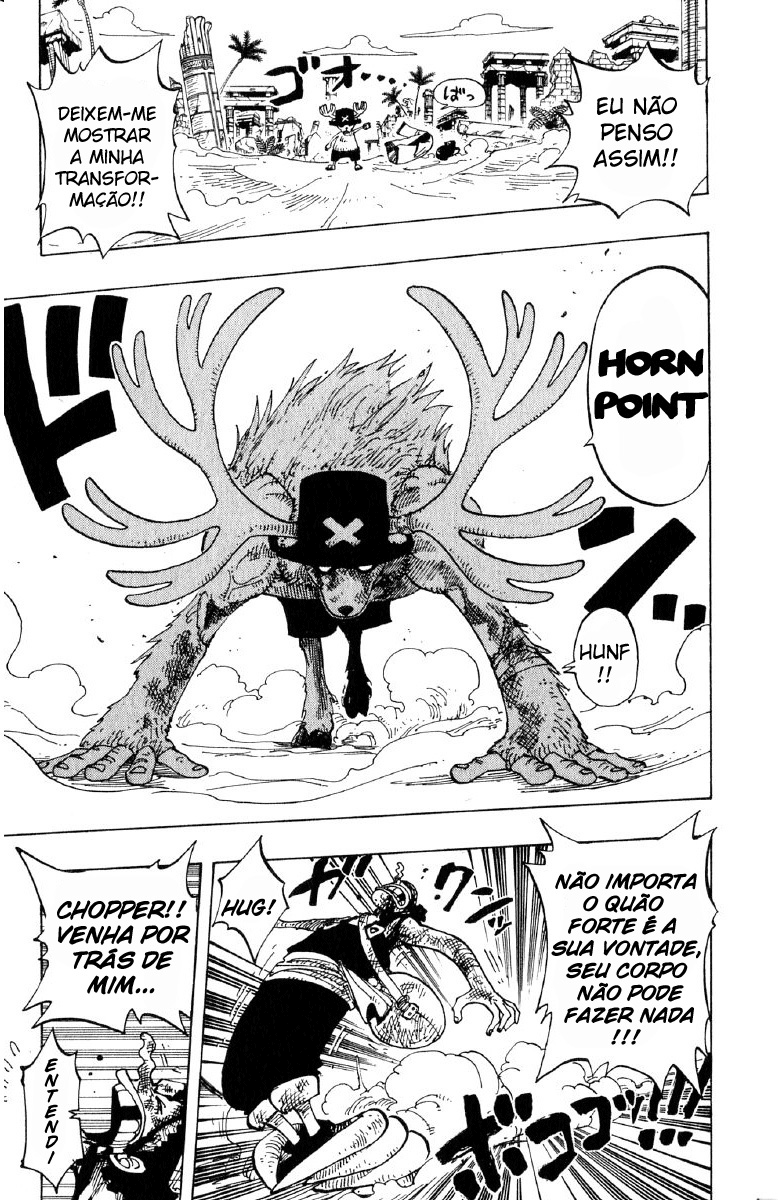 EU NÃO
PENSO
ASSIM!!
ばっ
ゴオ...
DEIXEM-ME
MOSTRAR
A MINHA
TRANSFOR-
MAÇÃO!!
HORN
POINT
ドン
HUNF
!!
NÃO IMPORTA
O QUÃO
FORTE É A
SUA VONTADE,
SEU CORPO
NÃO PODE
FAZER NADA
!!!
HUG!
ボココン!!!
CHOPPER!!
VENHA POR
TRÁS DE
MIM...
ENTENDI